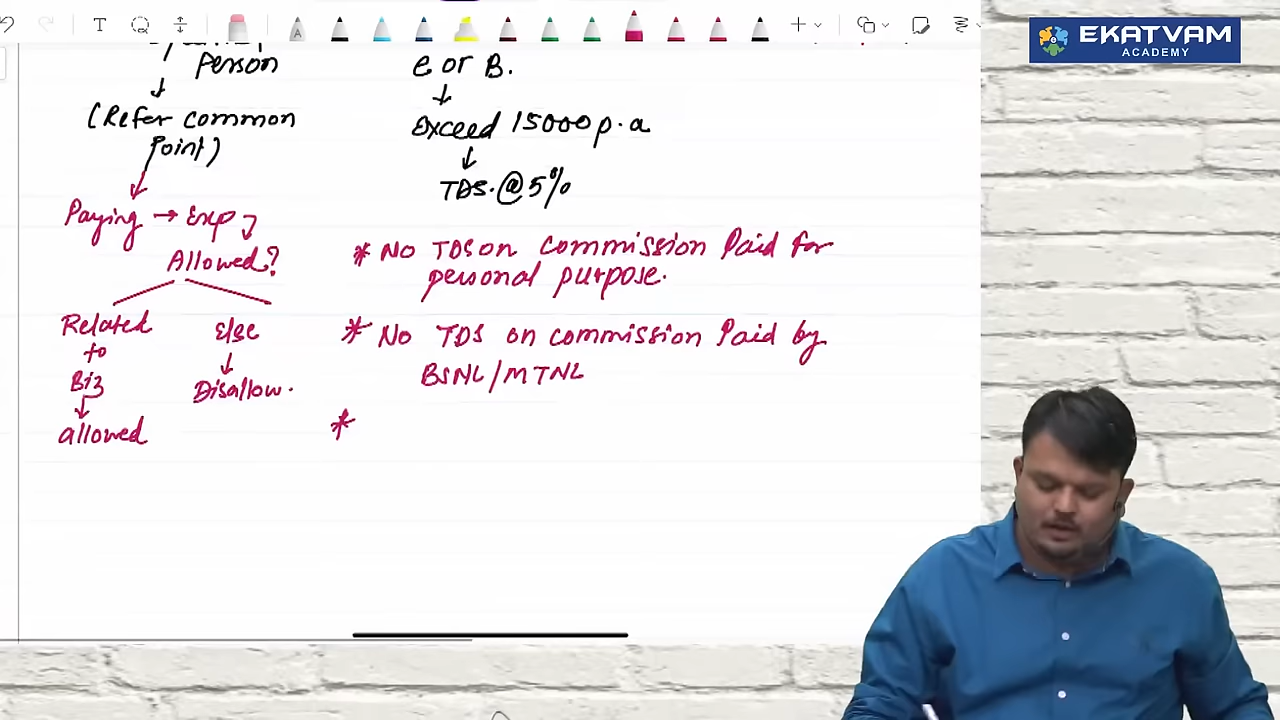 EKATVAM
ACADEMY
Person
(Refer common
Point)
Paying → Exp
Allowed?
Related
to
Biz
allowed
Else
Disallow.
C or B.
Exceed 15000 p.a
TDS.@5%
* No TDS on commission Paid for
personal purpose.
* No TDS on commission Paid by
BSNL/MTNL
*